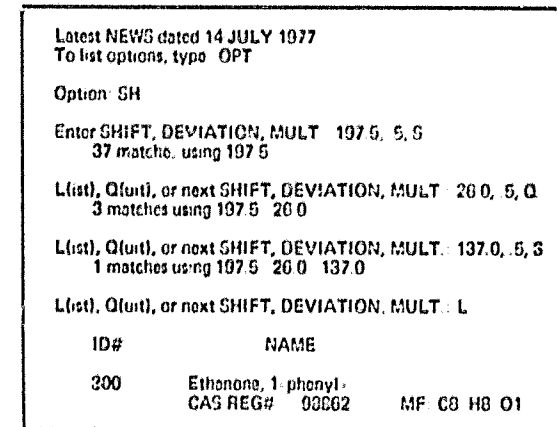 Latest NEWS dated 14 JULY 1977
To list options, type OPT
Option: SH
Enter SHIFT, DEVIATION, MULT 197.5, .5, S
37 matche. using 197 5
L(ist), Q(uit), or next SHIFT, DEVIATION, MULT : 26 0, .5, Q
3 matches using 197.5 26 0
L(ist), Q(uit), or next SHIFT, DEVIATION, MULT. : 137.0, .5, S
1 matches using 197.5 26 0 137.0
L(ist), Q(uit), or next SHIFT, DEVIATION, MULT. : L
ID# NAME
300 Ethanone, 1-phenyl-
CAS REG# MF: C8 H8 O1